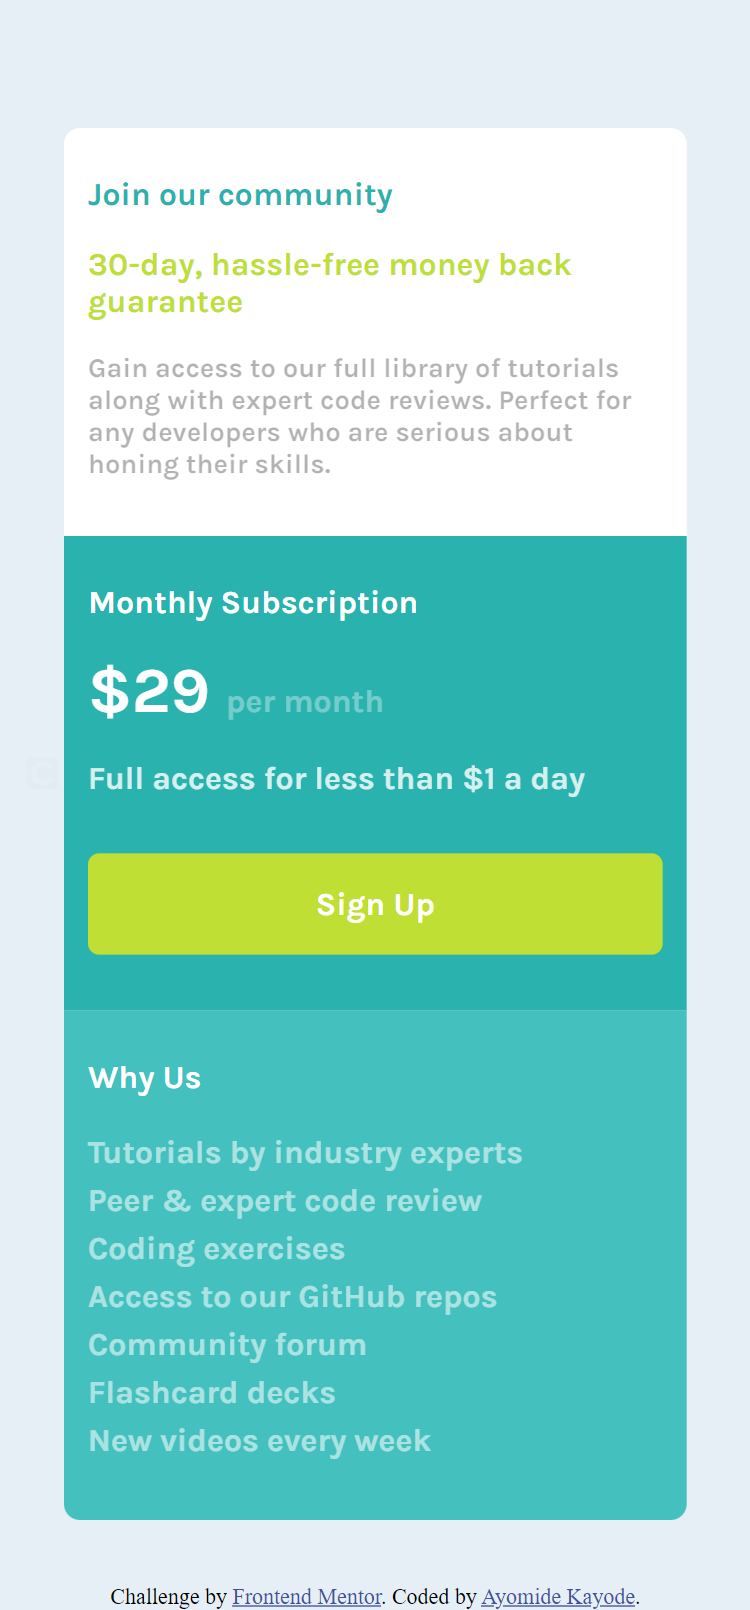 Join our community
30-day, hassle-free money back
guarantee
Gain access to our full library of tutorials
along with expert code reviews. Perfect for
any developers who are serious about
honing their skills.
Monthly Subscription
$29 per month
Full access for less than $1 a day
Sign Up
Why Us
Tutorials by industry experts
Peer & expert code review
Coding exercises
Access to our GitHub repos
Community forum
Flashcard decks
New videos every week
Challenge by Frontend Mentor. Coded by Ayomide Kayode.